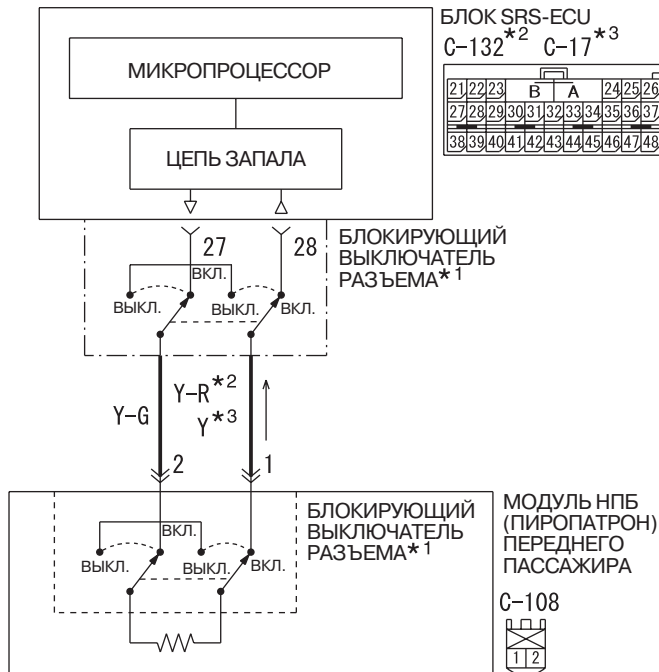 БЛОК SRS-ECU
C-132*2 C-17*3
МИКРОПРОЦЕССОР
21 22 23 B A 24 25 26
27 28 29 30 31 32 33 34 35 36 37
38 39 40 41 42 43 44 45 46 47 48
ЦЕПЬ ЗАПАЛА
27 28
БЛОКИРУЮЩИЙ
ВЫКЛЮЧАТЕЛЬ
РАЗЪЕМА*1
ВКЛ.
ВЫКЛ. ВЫКЛ. ВКЛ.
Y-G Y-R*2
Y*3
2 1
БЛОКИРУЮЩИЙ
ВЫКЛЮЧАТЕЛЬ
РАЗЪЕМА*1
ВКЛ.
ВЫКЛ. ВЫКЛ. ВКЛ.
МОДУЛЬ НПБ
(ПИРОПАТРОН)
ПЕРЕДНЕГО
ПАССАЖИРА
C-108
1 2